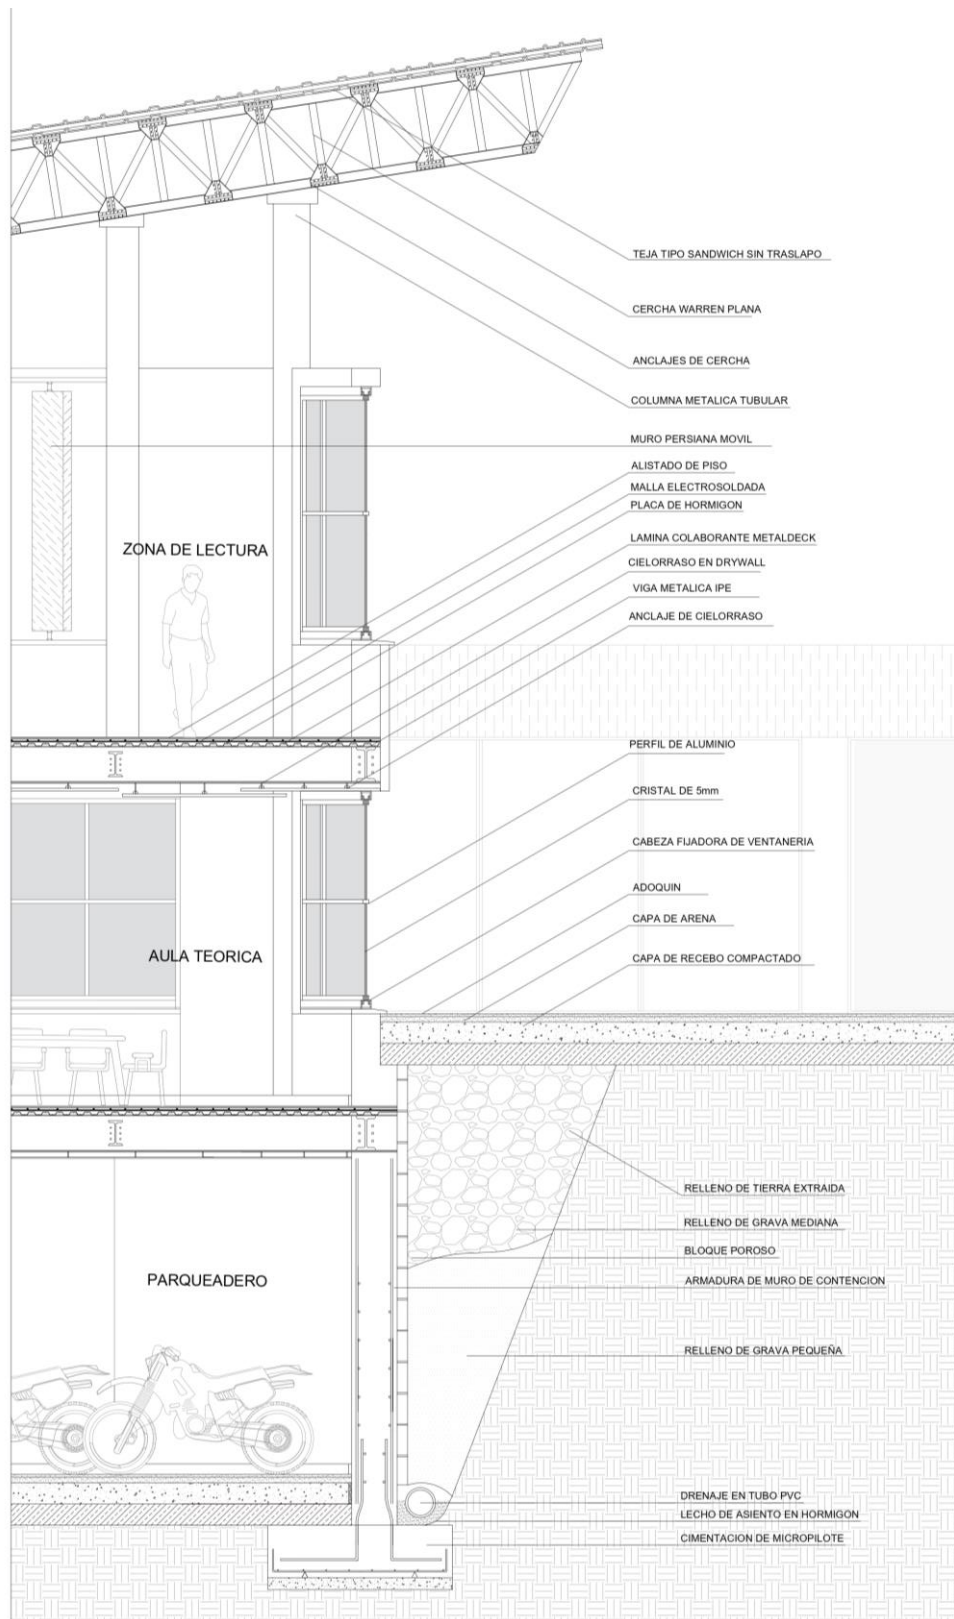 TEJA TIPO SANDWICH SIN TRASLAPO
CERCHA WARREN PLANA
ANCLAJES DE CERCHA
COLUMNA METALICA TUBULAR
MURO PERSIANA MOVIL
ALISTADO DE PISO
MALLA ELECTROSOLDADA
PLACA DE HORMIGON
LAMINA COLABORANTE METALDECK
ZONA DE LECTURA
CIELORRASO EN DRYWALL
VIGA METALICA IPE
ANCLAJE DE CIELORRASO
PERFIL DE ALUMINIO
CRISTAL DE 5mm
CABEZA FIJADORA DE VENTANERIA
ADOQUIN
CAPA DE ARENA
AULA TEORICA
CAPA DE RECEBO COMPACTADO
RELLENO DE TIERRA EXTRAIDA
RELLENO DE GRAVA MEDIANA
BLOQUE POROSO
PARQUEADERO
ARMADURA DE MURO DE CONTENCION
RELLENO DE GRAVA PEQUEÑA
DRENAJE EN TUBO PVC
LECHO DE ASIENTO EN HORMIGON
CIMENTACION DE MICROPILOTE